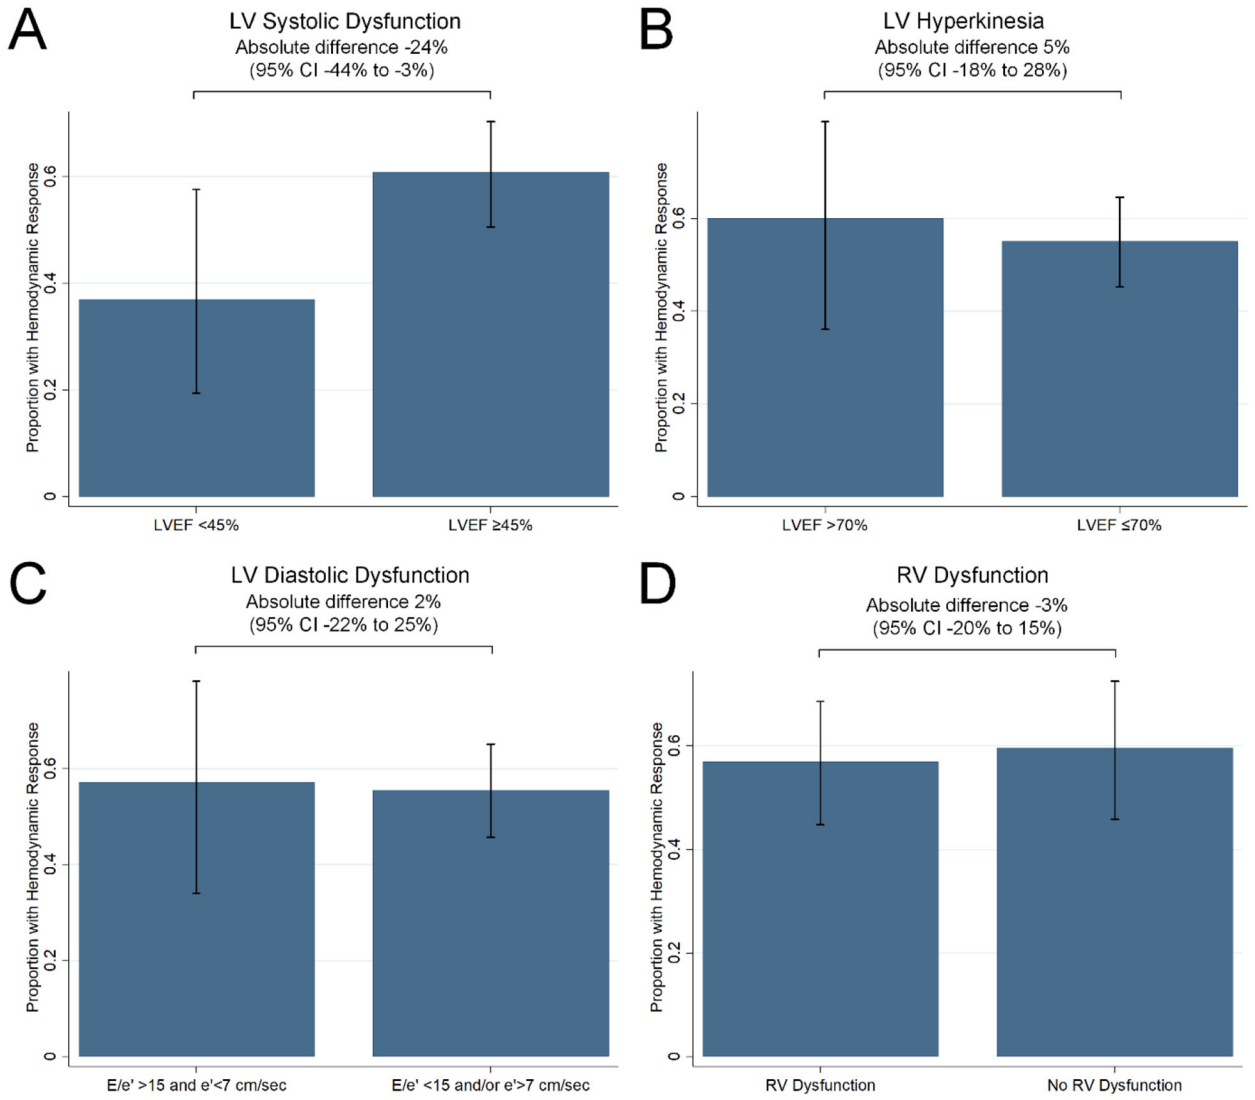 A
LV Systolic Dysfunction
Absolute difference -24%
(95% CI -44% to -3%)
Proportion with Hemodynamic Response
0.6
0.4
0.2
0
LVEF <45%
LVEF ≥45%
B
LV Hyperkinesia
Absolute difference 5%
(95% CI -18% to 28%)
Proportion with Hemodynamic Response
0.6
0.4
0.2
0
LVEF >70%
LVEF ≤70%
C
LV Diastolic Dysfunction
Absolute difference 2%
(95% CI -22% to 25%)
Proportion with Hemodynamic Response
0.6
0.4
0.2
0
E/e' >15 and e'<7 cm/sec
E/e' <15 and/or e'>7 cm/sec
D
RV Dysfunction
Absolute difference -3%
(95% CI -20% to 15%)
Proportion with Hemodynamic Response
0.6
0.4
0.2
0
RV Dysfunction
No RV Dysfunction